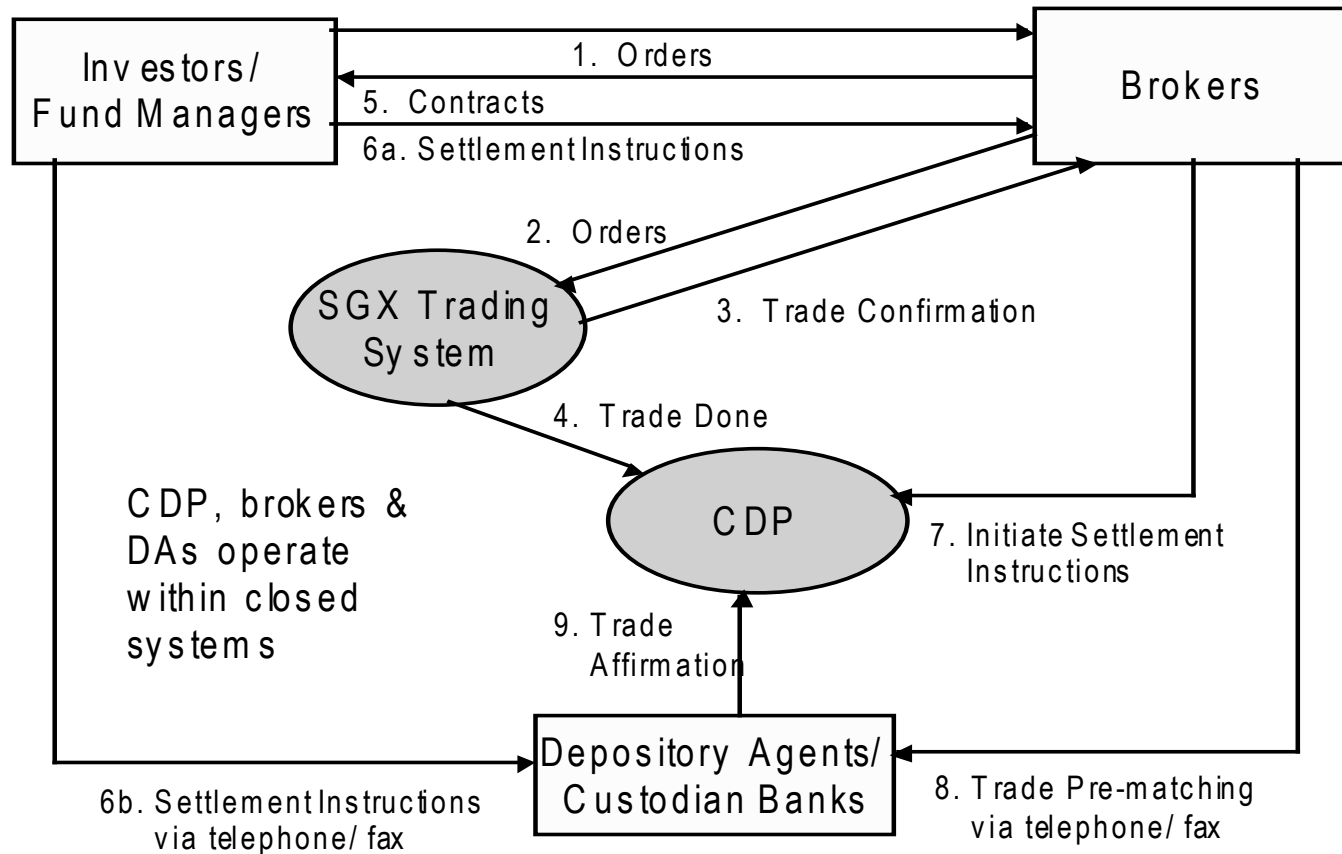 Investors/
Fund Managers
1. Orders
Brokers
5. Contracts
6a. Settlement Instructions
2. Orders
SGX Trading
System
3. Trade Confirmation
4. Trade Done
CDP, brokers &
DAs operate
within closed
systems
CDP
7. Initiate Settlement
Instructions
9. Trade
Affirmation
Depository Agents/
Custodian Banks
6b. Settlement Instructions
via telephone/ fax
8. Trade Pre-matching
via telephone/ fax